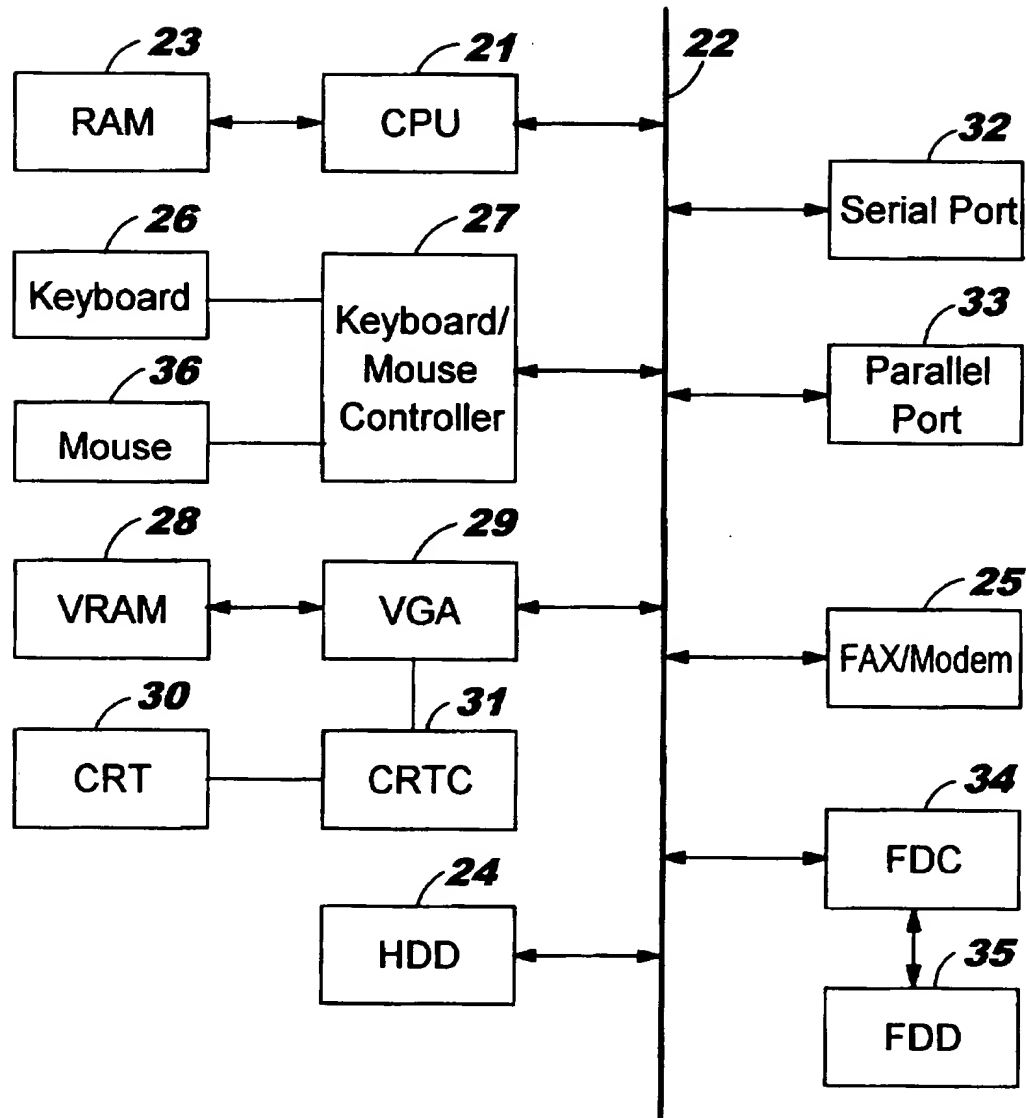 23
21
22
RAM
CPU
32
Serial Port
26
27
Keyboard
Keyboard/
Mouse
Controller
33
Parallel
Port
36
Mouse
28
29
VRAM
VGA
25
FAX/Modem
30
31
CRT
CRTC
34
FDC
24
HDD
35
FDD